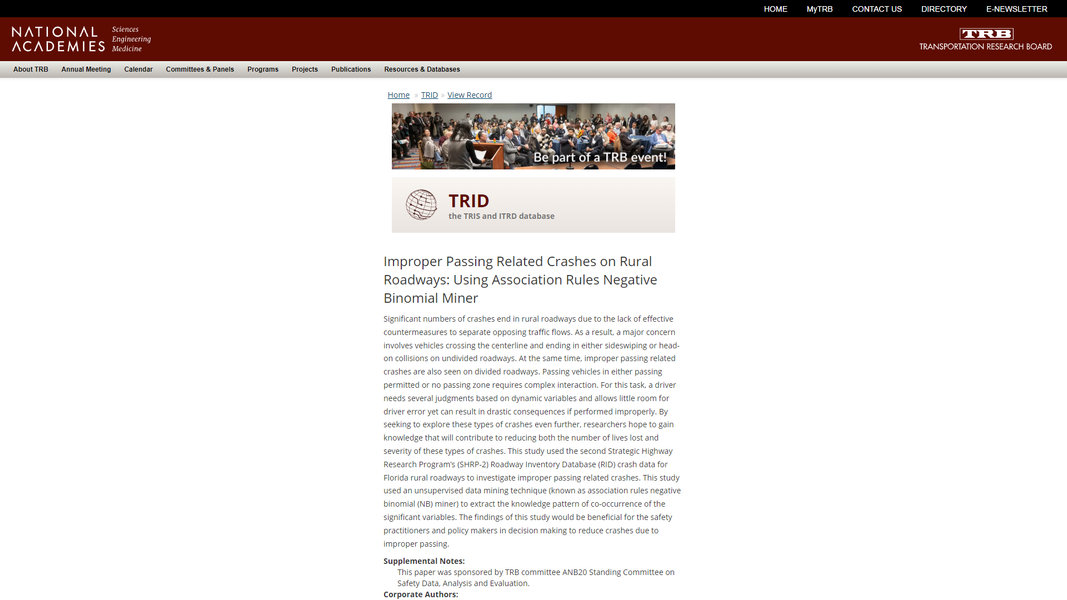 HOME MyTRB CONTACT US DIRECTORY E-NEWSLETTER
NATIONAL ACADEMIES
Sciences
Engineering
Medicine
TRB
TRANSPORTATION RESEARCH BOARD
About TRB Annual Meeting Calendar Committees & Panels Programs Projects Publications Resources & Databases
Home » TRID » View Record
Be part of a TRB event!
TRID
the TRIS and ITRD database
Improper Passing Related Crashes on Rural
Roadways: Using Association Rules Negative
Binomial Miner
Significant numbers of crashes end in rural roadways due to the lack of effective
countermeasures to separate opposing traffic flows. As a result, a major concern
involves vehicles crossing the centerline and ending in either sideswiping or head-
on collisions on undivided roadways. At the same time, improper passing related
crashes are also seen on divided roadways. Passing vehicles in either passing
permitted or no passing zone requires complex interaction. For this task, a driver
needs several judgments based on dynamic variables and allows little room for
driver error yet can result in drastic consequences if performed improperly. By
seeking to explore these types of crashes even further, researchers hope to gain
knowledge that will contribute to reducing both the number of lives lost and
severity of these types of crashes. This study used the second Strategic Highway
Research Program's (SHRP-2) Roadway Inventory Database (RID) crash data for
Florida rural roadways to investigate improper passing related crashes. This study
used an unsupervised data mining technique (known as association rules negative
binomial (NB) miner) to extract the knowledge pattern of co-occurrence of the
significant variables. The findings of this study would be beneficial for the safety
practitioners and policy makers in decision making to reduce crashes due to
improper passing.
Supplemental Notes:
This paper was sponsored by TRB committee ANB20 Standing Committee on
Safety Data, Analysis and Evaluation.
Corporate Authors: